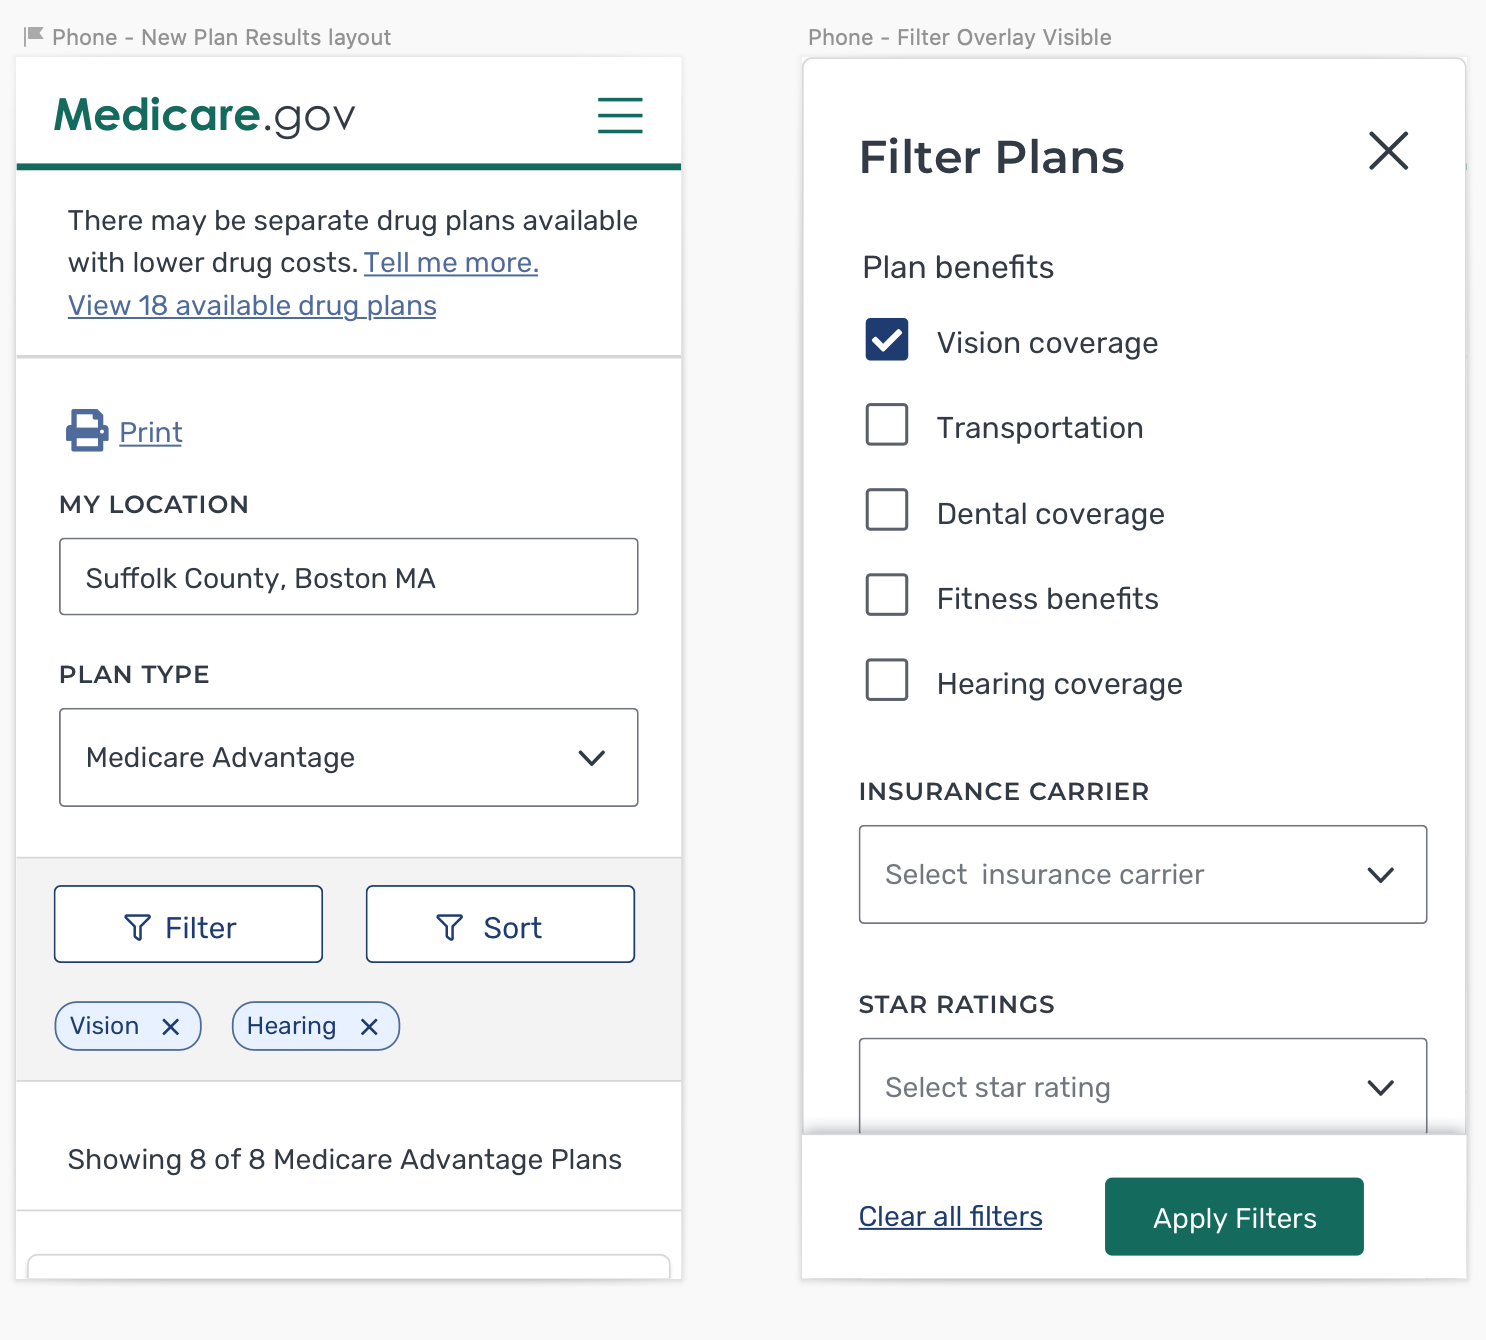 Phone - New Plan Results layout
Medicare.gov
There may be separate drug plans available
with lower drug costs. Tell me more.
View 18 available drug plans
Print
MY LOCATION
Suffolk County, Boston MA
PLAN TYPE
Medicare Advantage
Filter
Sort
Vision
Hearing
Showing 8 of 8 Medicare Advantage Plans
Phone - Filter Overlay Visible
Filter Plans
Plan benefits
Vision coverage
Transportation
Dental coverage
Fitness benefits
Hearing coverage
INSURANCE CARRIER
Select insurance carrier
STAR RATINGS
Select star rating
Clear all filters
Apply Filters